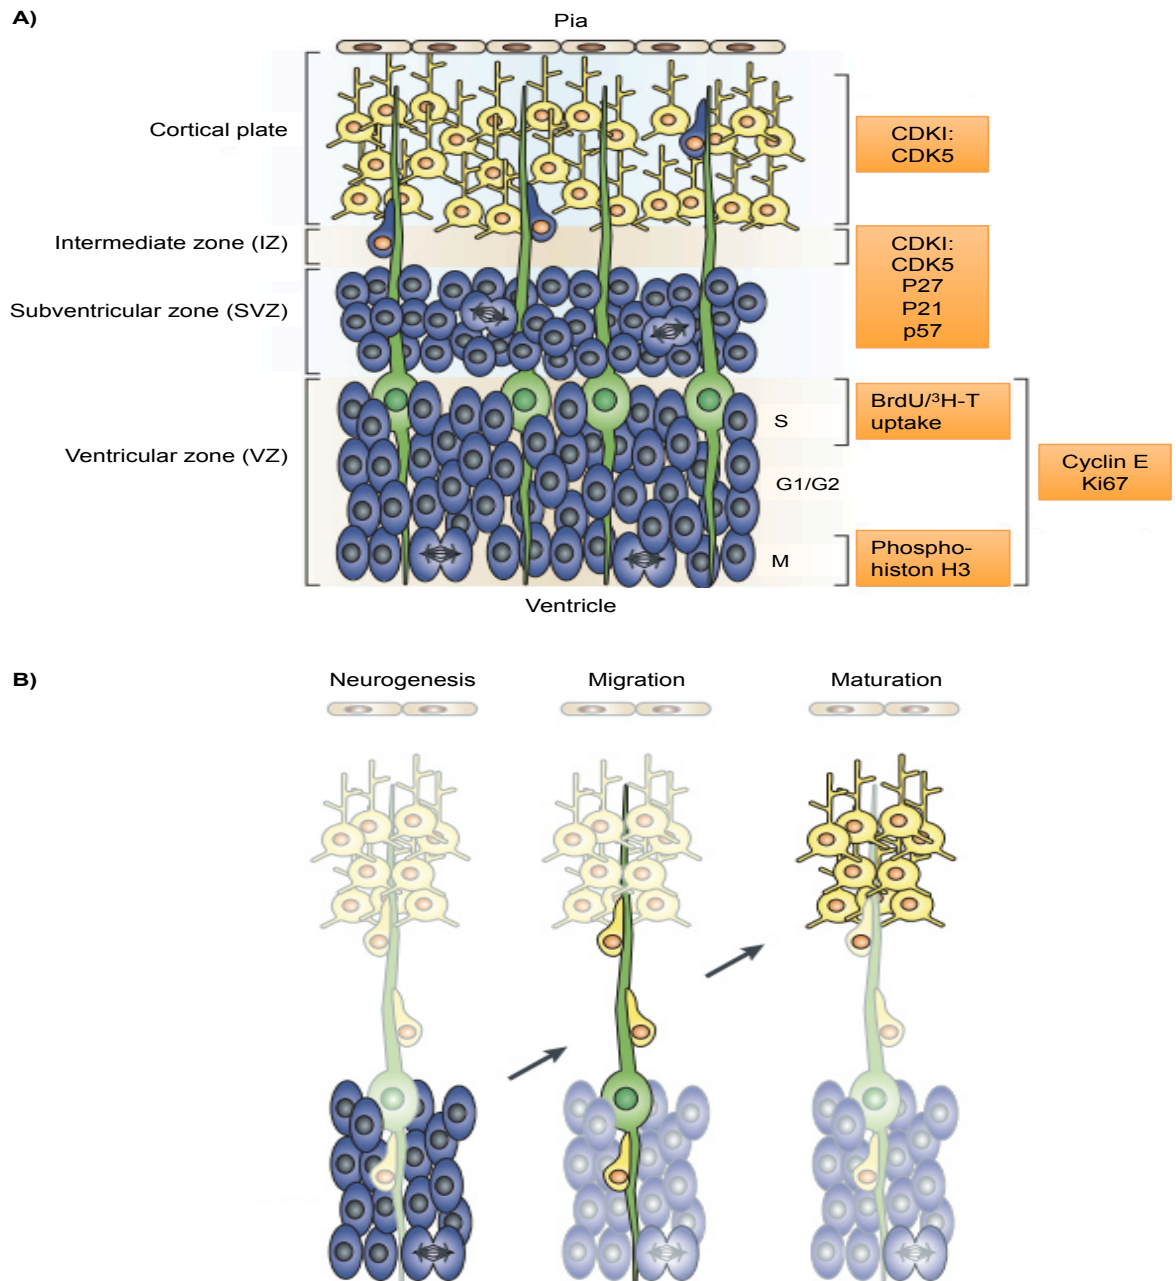 A)
Pia
Cortical plate
CDKI:
CDK5
Intermediate zone (IZ)
CDKI:
CDK5
P27
P21
p57
Subventricular zone (SVZ)
Ventricular zone (VZ)
S
BrdU/³H-T
uptake
G1/G2
Cyclin E
Ki67
M
Phospho-
histon H3
Ventricle
B)
Neurogenesis
Migration
Maturation